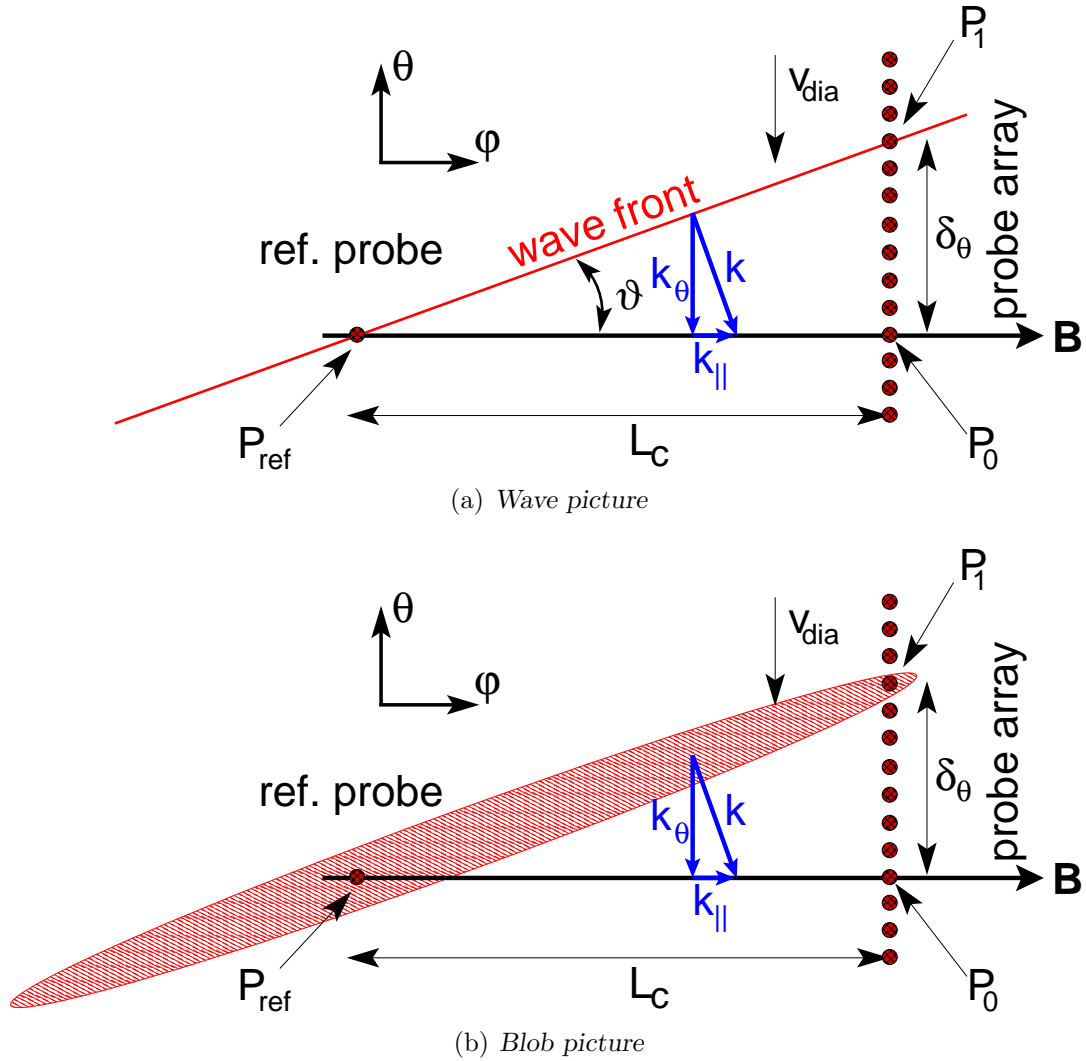 θ
φ
v_dia
P_1
ref. probe
wave front
ϑ
k_θ
k
k_||
δ_θ
probe array
B
P_ref
L_c
P_0
(a) Wave picture
θ
φ
v_dia
P_1
ref. probe
k_θ
k
k_||
δ_θ
probe array
B
P_ref
L_c
P_0
(b) Blob picture